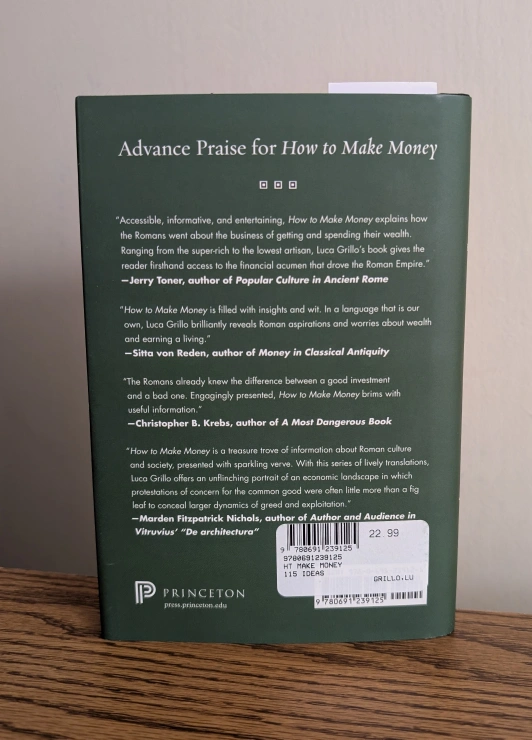 Advance Praise for How to Make Money
“Accessible, informative, and entertaining, How to Make Money explains how
the Romans went about the business of getting and spending their wealth.
Ranging from the super-rich to the lowest artisan, Luca Grillo’s book gives the
reader firsthand access to the financial acumen that drove the Roman Empire.”
—Jerry Toner, author of Popular Culture in Ancient Rome
“How to Make Money is filled with insights and wit. In a language that is our
own, Luca Grillo brilliantly reveals Roman aspirations and worries about wealth
and earning a living.”
—Sitta von Reden, author of Money in Classical Antiquity
“The Romans already knew the difference between a good investment
and a bad one. Engagingly presented, How to Make Money brims with
useful information.”
—Christopher B. Krebs, author of A Most Dangerous Book
“How to Make Money is a treasure trove of information about Roman culture
and society, presented with sparkling verve. With this series of lively translations,
Luca Grillo offers an unflinching portrait of an economic landscape in which
protestations of concern for the common good were often little more than a fig
leaf to conceal larger dynamics of greed and exploitation.”
—Marden Fitzpatrick Nichols, author of Author and Audience in
Vitruvius’ “De architectura”
22.99
9 780691 239125
9780691239125
HT MAKE MONEY
115 IDEAS
GRILLO.LU
9 780691 239125
PRINCETON
press.princeton.edu